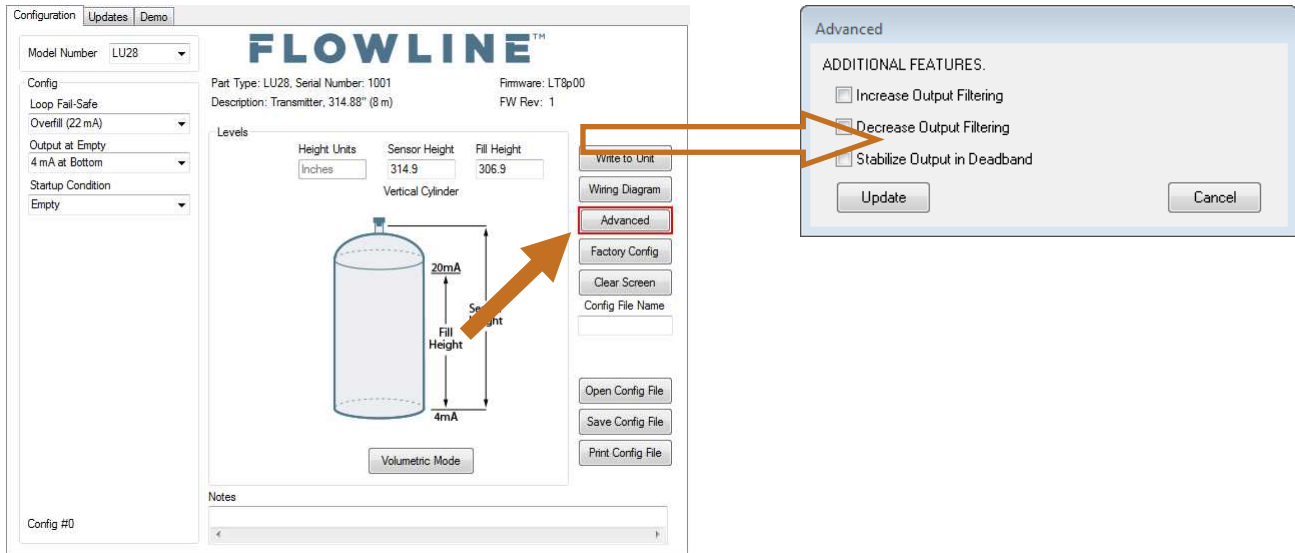 Configuration Updates Demo
Model Number LU28
FLOWLINE™
Config
Loop Fail-Safe
Overfill (22 mA)
Output at Empty
4 mA at Bottom
Startup Condition
Empty
Config #0
Part Type: LU28, Serial Number: 1001 Firmware: LT8p00
Description: Transmitter, 314.88" (8 m) FW Rev: 1
Levels
Height Units Sensor Height Fill Height
Inches 314.9 306.9
Vertical Cylinder
20mA
Fill
Height
4mA
Volumetric Mode
Notes
Write to Unit
Wiring Diagram
Advanced
Factory Config
Clear Screen
Config File Name
Open Config File
Save Config File
Print Config File
Advanced
ADDITIONAL FEATURES.
Increase Output Filtering
Decrease Output Filtering
Stabilize Output in Deadband
Update Cancel